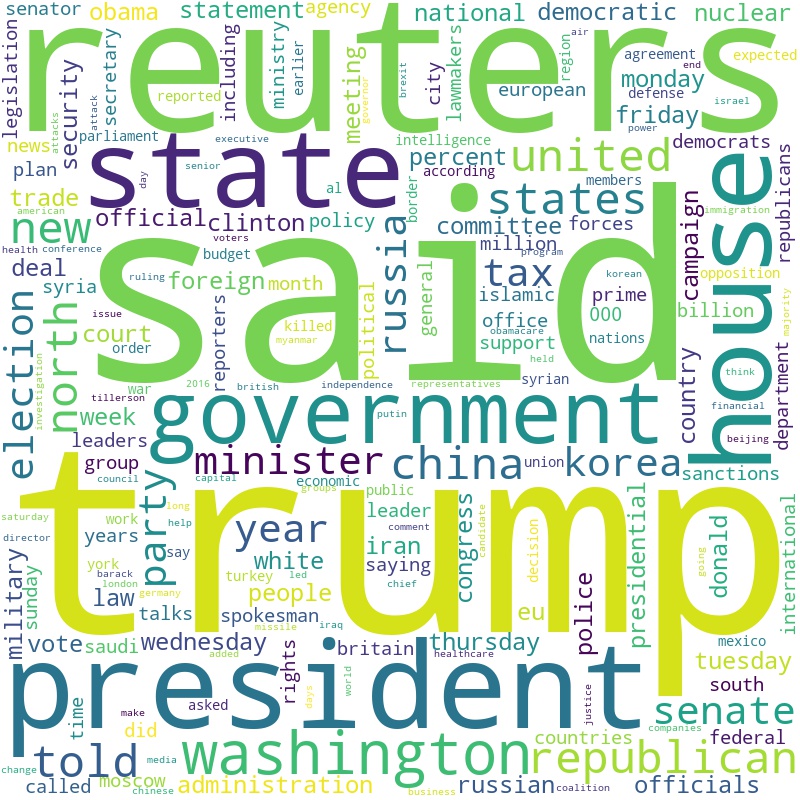 senator
obama
statement
agency
national
democratic
nuclear
reuters
legislation
security
secretary
reported
including
ministry
earlier
meeting
governor
brexit
city
lawmakers
european
region
air
agreement
monday
defense
end
expected
israel
friday
power
news
attacks
attack
parliament
executive
intelligence
democrats
plan
state
senior
day
percent
according
united
trade
american
al
border
members
republicans
new
official
clinton
policy
states
house
immigration
health
conference
voters
committee
forces
campaign
deal
budget
russia
million
program
opposition
syria
ruling
foreign
month
general
tax
korean
issue
said
islamic
prime
billion
majority
election
north
court
reporters
killed
political
office
obamacare
000
order
myanmar
support
held
nations
country
department
think
investigation
war
2016
british
independence
representatives
syrian
tillerson
financial
week
government
putin
beijing
leaders
group
minister
china
union
korea
sanctions
council
party
capital
economic
public
saturday
work
long
groups
year
leader
congress
candidate
presidential
donald
international
director
years
help
comment
trump
military
sunday
york
say
white
iran
saying
decision
barack
london
turkey
led
chief
law
germany
people
missile
iraq
eu
police
talks
spokesman
vote
saudi
wednesday
added
rights
britain
healthcare
thursday
mexico
tuesday
president
time
did
make
asked
days
world
justice
south
senate
companies
told
washington
countries
federal
republican
change
called
moscow
media
chinese
administration
business
russian
coalition
officials